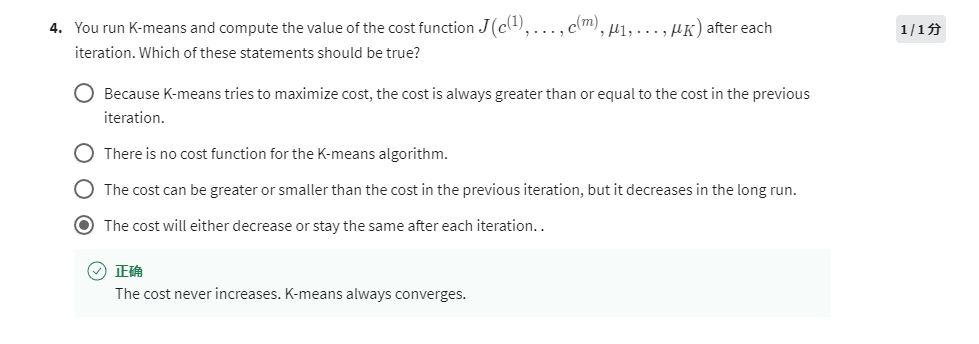 4. You run K-means and compute the value of the cost function J(c⁽¹⁾, . . . , c⁽ᵐ⁾, μ₁, . . . , μ_K) after each
1/1分
iteration. Which of these statements should be true?
Because K-means tries to maximize cost, the cost is always greater than or equal to the cost in the previous
iteration.
There is no cost function for the K-means algorithm.
The cost can be greater or smaller than the cost in the previous iteration, but it decreases in the long run.
The cost will either decrease or stay the same after each iteration. .
正确
The cost never increases. K-means always converges.